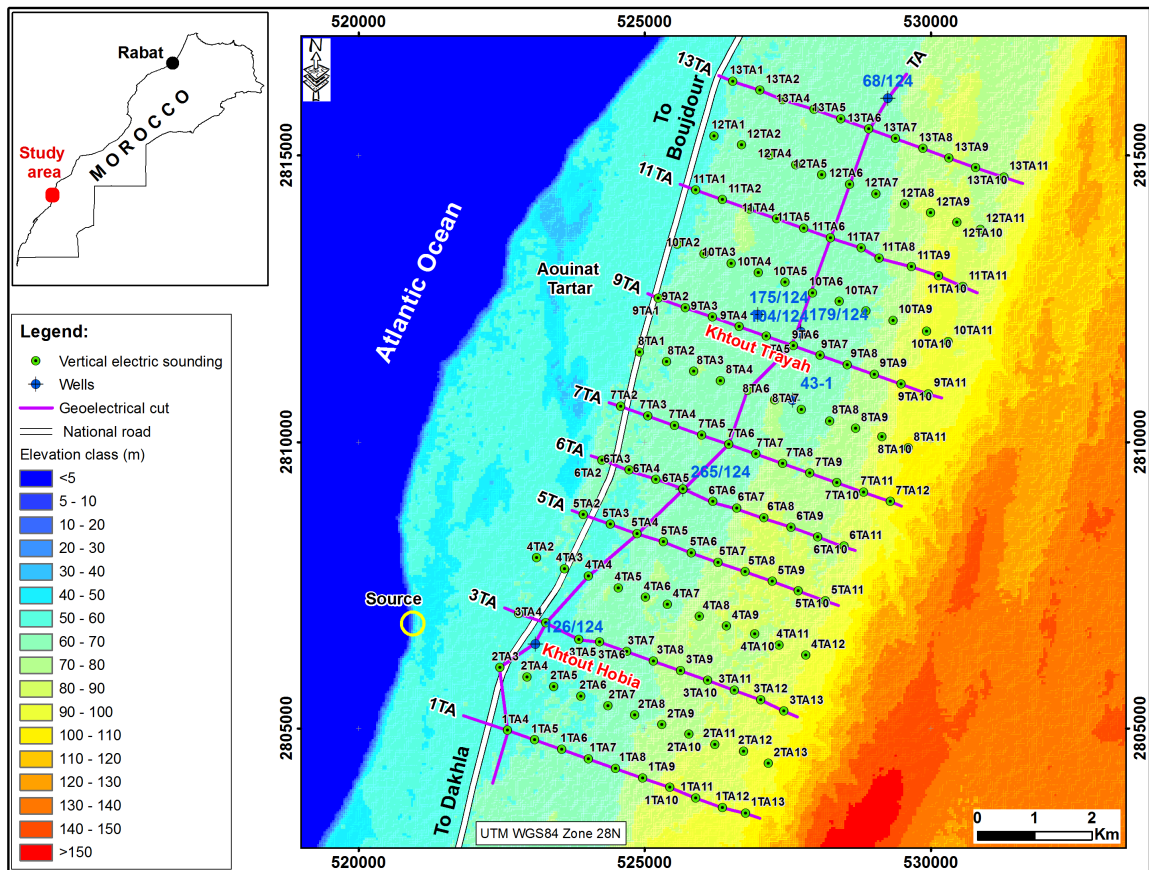 520000
525000
530000
Rabat
MOROCCO
Study
area
N
2815000
2810000
2805000
Atlantic Ocean
To
Boujdour
To Dakhla
Aouinat
Tartar
Source
Khtout Trayah
Khtout Hobia
TA
68/124
175/124
104/124
179/124
43-1
265/124
126/124
13TA
13TA1
13TA2
13TA4
13TA5
13TA6
13TA7
13TA8
13TA9
13TA10
13TA11
12TA1
12TA2
12TA4
12TA5
12TA6
12TA7
12TA8
12TA9
12TA10
12TA11
11TA
11TA1
11TA2
11TA4
11TA5
11TA6
11TA7
11TA8
11TA9
11TA10
11TA11
10TA2
10TA3
10TA4
10TA5
10TA6
10TA7
10TA9
10TA10
10TA11
9TA
9TA1
9TA2
9TA3
9TA4
9TA6
9TA7
9TA8
9TA9
9TA10
9TA11
8TA1
8TA2
8TA3
8TA4
8TA6
8TA7
8TA8
8TA9
8TA10
8TA11
7TA
7TA2
7TA3
7TA4
7TA5
7TA6
7TA7
7TA8
7TA9
7TA10
7TA11
7TA12
6TA
6TA2
6TA3
6TA4
6TA5
6TA6
6TA7
6TA8
6TA9
6TA10
6TA11
5TA
5TA2
5TA3
5TA4
5TA5
5TA6
5TA7
5TA8
5TA9
5TA10
5TA11
4TA2
4TA3
4TA4
4TA5
4TA6
4TA7
4TA8
4TA9
4TA10
4TA11
4TA12
3TA
3TA4
3TA5
3TA6
3TA7
3TA8
3TA9
3TA10
3TA11
3TA12
3TA13
2TA3
2TA4
2TA5
2TA6
2TA7
2TA8
2TA9
2TA10
2TA11
2TA12
2TA13
1TA
1TA4
1TA5
1TA6
1TA7
1TA8
1TA9
1TA10
1TA11
1TA12
1TA13
Legend:
Vertical electric sounding
Wells
Geoelectrical cut
National road
Elevation class (m)
<5
5 - 10
10 - 20
20 - 30
30 - 40
40 - 50
50 - 60
60 - 70
70 - 80
80 - 90
90 - 100
100 - 110
110 - 120
120 - 130
130 - 140
140 - 150
>150
UTM WGS84 Zone 28N
0 1 2
Km
2815000
2810000
2805000
520000
525000
530000